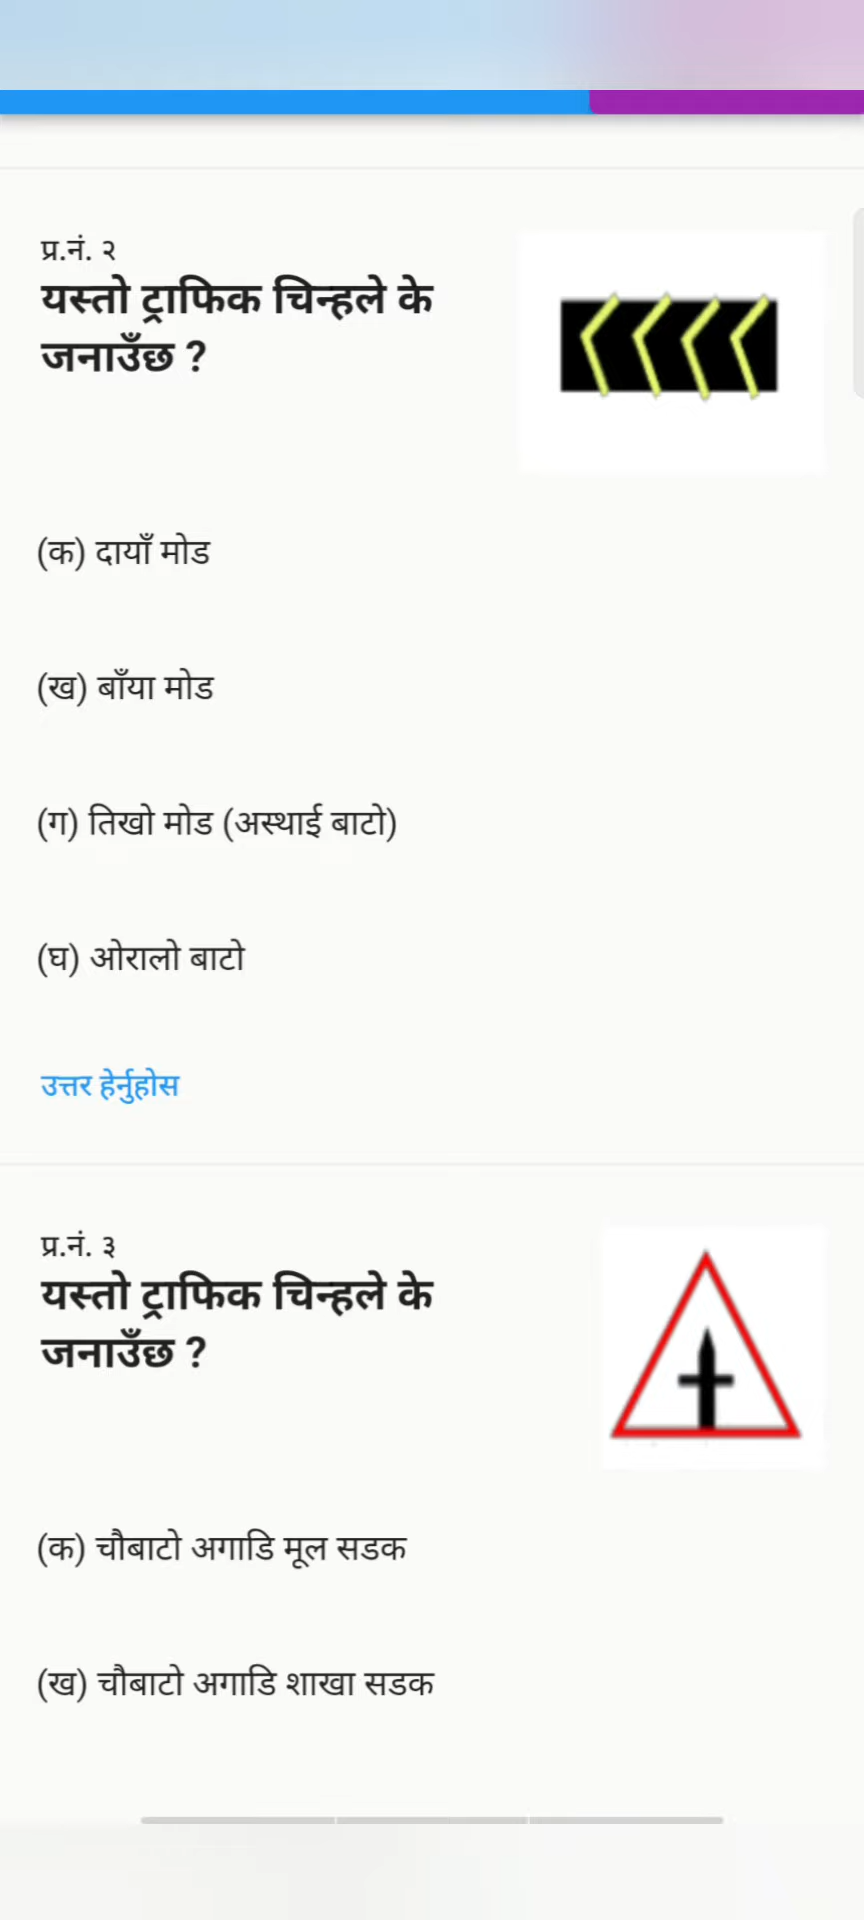 प्र.नं. २
यस्तो ट्राफिक चिन्हले के
जनाउँछ ?
(क) दायाँ मोड
(ख) बाँया मोड
(ग) तिखो मोड (अस्थाई बाटो)
(घ) ओरालो बाटो
उत्तर हेर्नुहोस
प्र.नं. ३
यस्तो ट्राफिक चिन्हले के
जनाउँछ ?
(क) चौबाटो अगाडि मूल सडक
(ख) चौबाटो अगाडि शाखा सडक